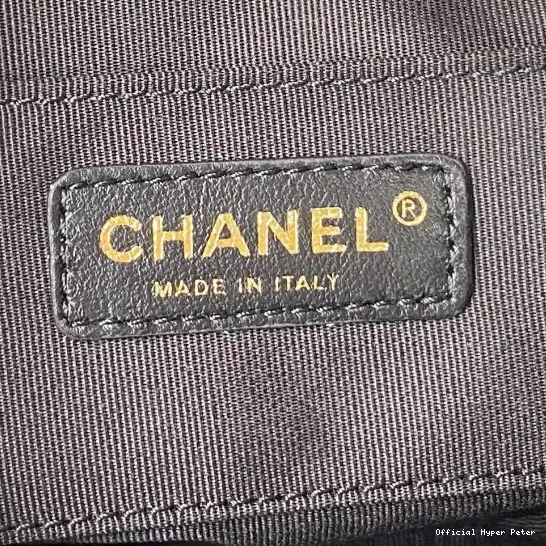 CHANEL®
MADE IN ITALY
Official Hyper Peter